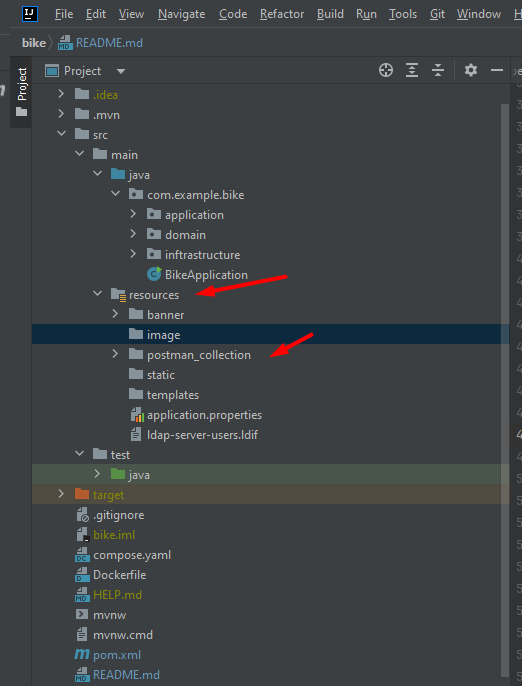 IJ File Edit View Navigate Code Refactor Build Run Tools Git Window H
bike README.md
Project
Project
.idea
.mvn
src
main
java
com.example.bike
application
domain
inftrastructure
BikeApplication
resources
banner
image
postman_collection
static
templates
application.properties
ldap-server-users.ldif
test
java
target
.gitignore
bike.iml
compose.yaml
Dockerfile
HELP.md
mvnw
mvnw.cmd
pom.xml
README.md